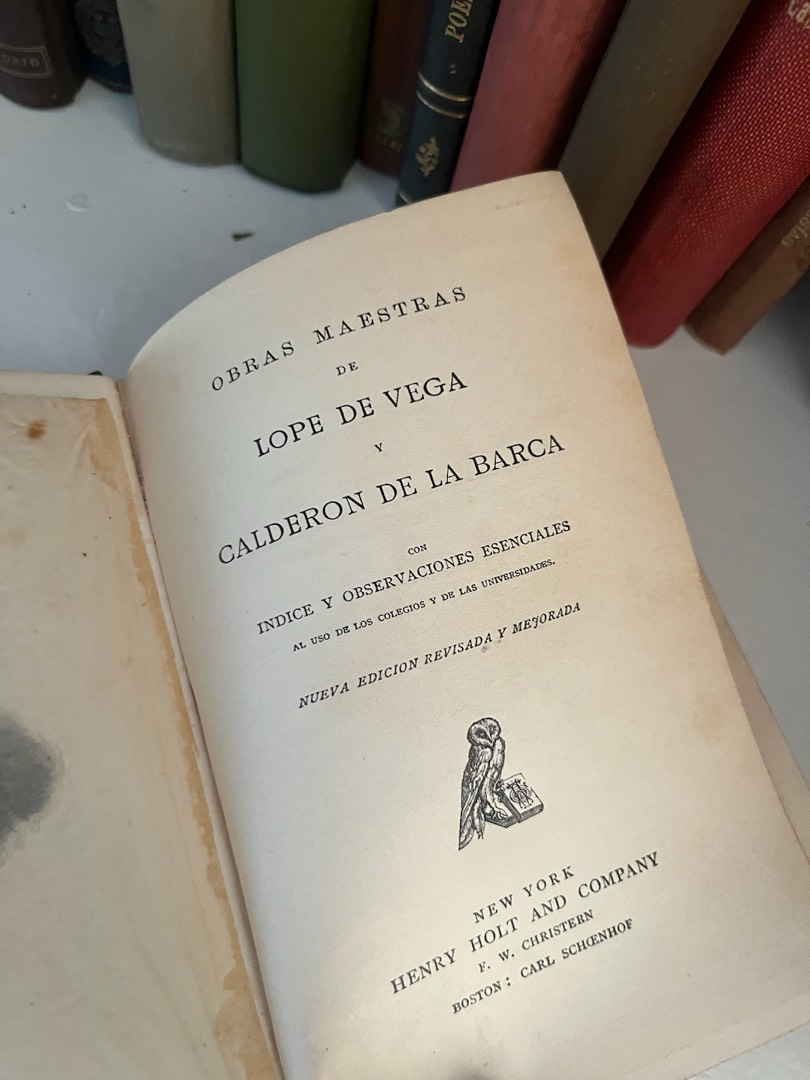 POE
OBRAS MAESTRAS
DE
LOPE DE VEGA
Y
CALDERON DE LA BARCA
CON
INDICE Y OBSERVACIONES ESENCIALES
AL USO DE LOS COLEGIOS Y DE LAS UNIVERSIDADES.
NUEVA EDICION REVISADA Y MEJORADA
NEW YORK
HENRY HOLT AND COMPANY
F. W. CHRISTERN
BOSTON: CARL SCHŒNHOF